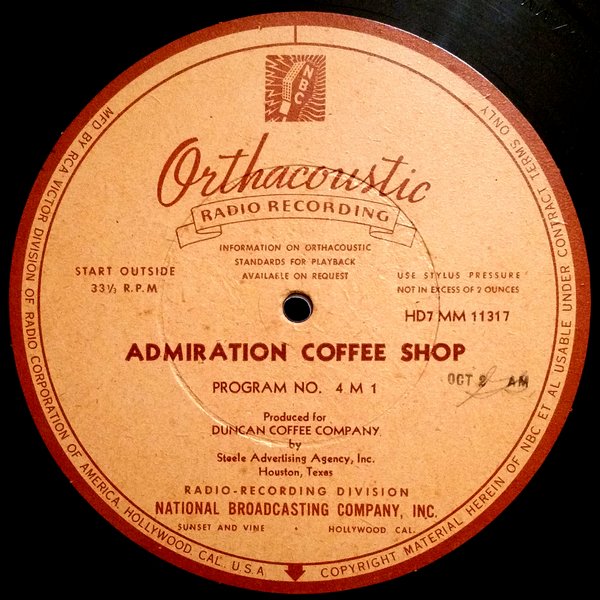 NBC
Orthacoustic
RADIO RECORDING
INFORMATION ON ORTHACOUSTIC
STANDARDS FOR PLAYBACK
AVAILABLE ON REQUEST
START OUTSIDE
33⅓ R.P.M
USE STYLUS PRESSURE
NOT IN EXCESS OF 2 OUNCES
HD7 MM 11317
ADMIRATION COFFEE SHOP
PROGRAM NO. 4 M 1
OCT 2 AM
Produced for
DUNCAN COFFEE COMPANY
by
Steele Advertising Agency, Inc.
Houston, Texas
RADIO-RECORDING DIVISION
NATIONAL BROADCASTING COMPANY, INC.
SUNSET AND VINE • HOLLYWOOD, CAL.
MFD BY RCA VICTOR DIVISION OF RADIO CORPORATION OF AMERICA, HOLLYWOOD, CAL., U.S.A.
COPYRIGHT MATERIAL HEREIN OF NBC ET AL USABLE UNDER CONTRACT TERMS ONLY